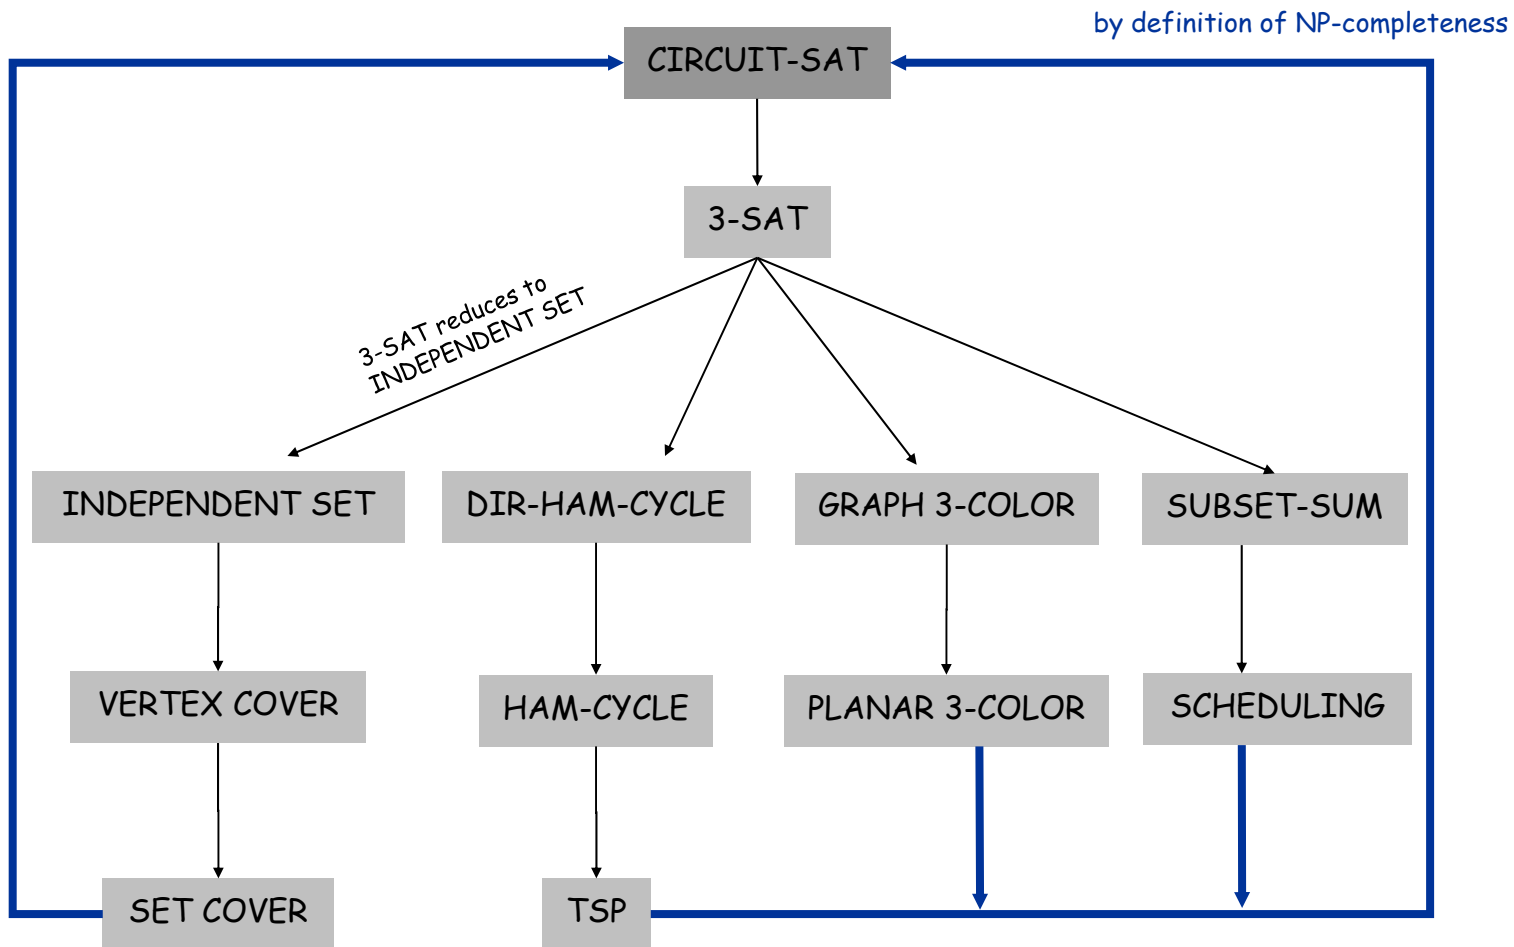 by definition of NP-completeness
CIRCUIT-SAT
3-SAT
3-SAT reduces to
INDEPENDENT SET
INDEPENDENT SET
DIR-HAM-CYCLE
GRAPH 3-COLOR
SUBSET-SUM
VERTEX COVER
HAM-CYCLE
PLANAR 3-COLOR
SCHEDULING
SET COVER
TSP